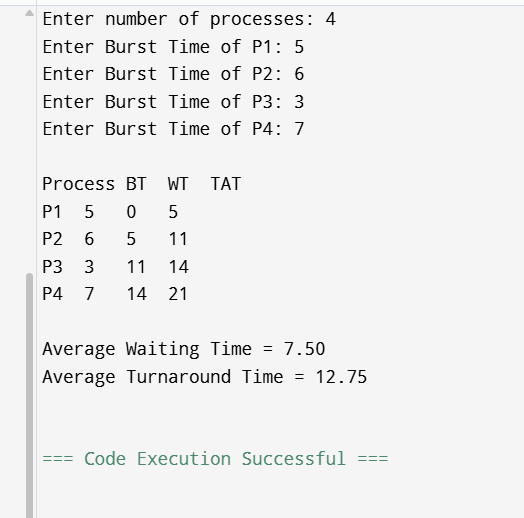 Enter number of processes: 4
Enter Burst Time of P1: 5
Enter Burst Time of P2: 6
Enter Burst Time of P3: 3
Enter Burst Time of P4: 7
Process BT WT TAT
P1 5 0 5
P2 6 5 11
P3 3 11 14
P4 7 14 21
Average Waiting Time = 7.50
Average Turnaround Time = 12.75
=== Code Execution Successful ===